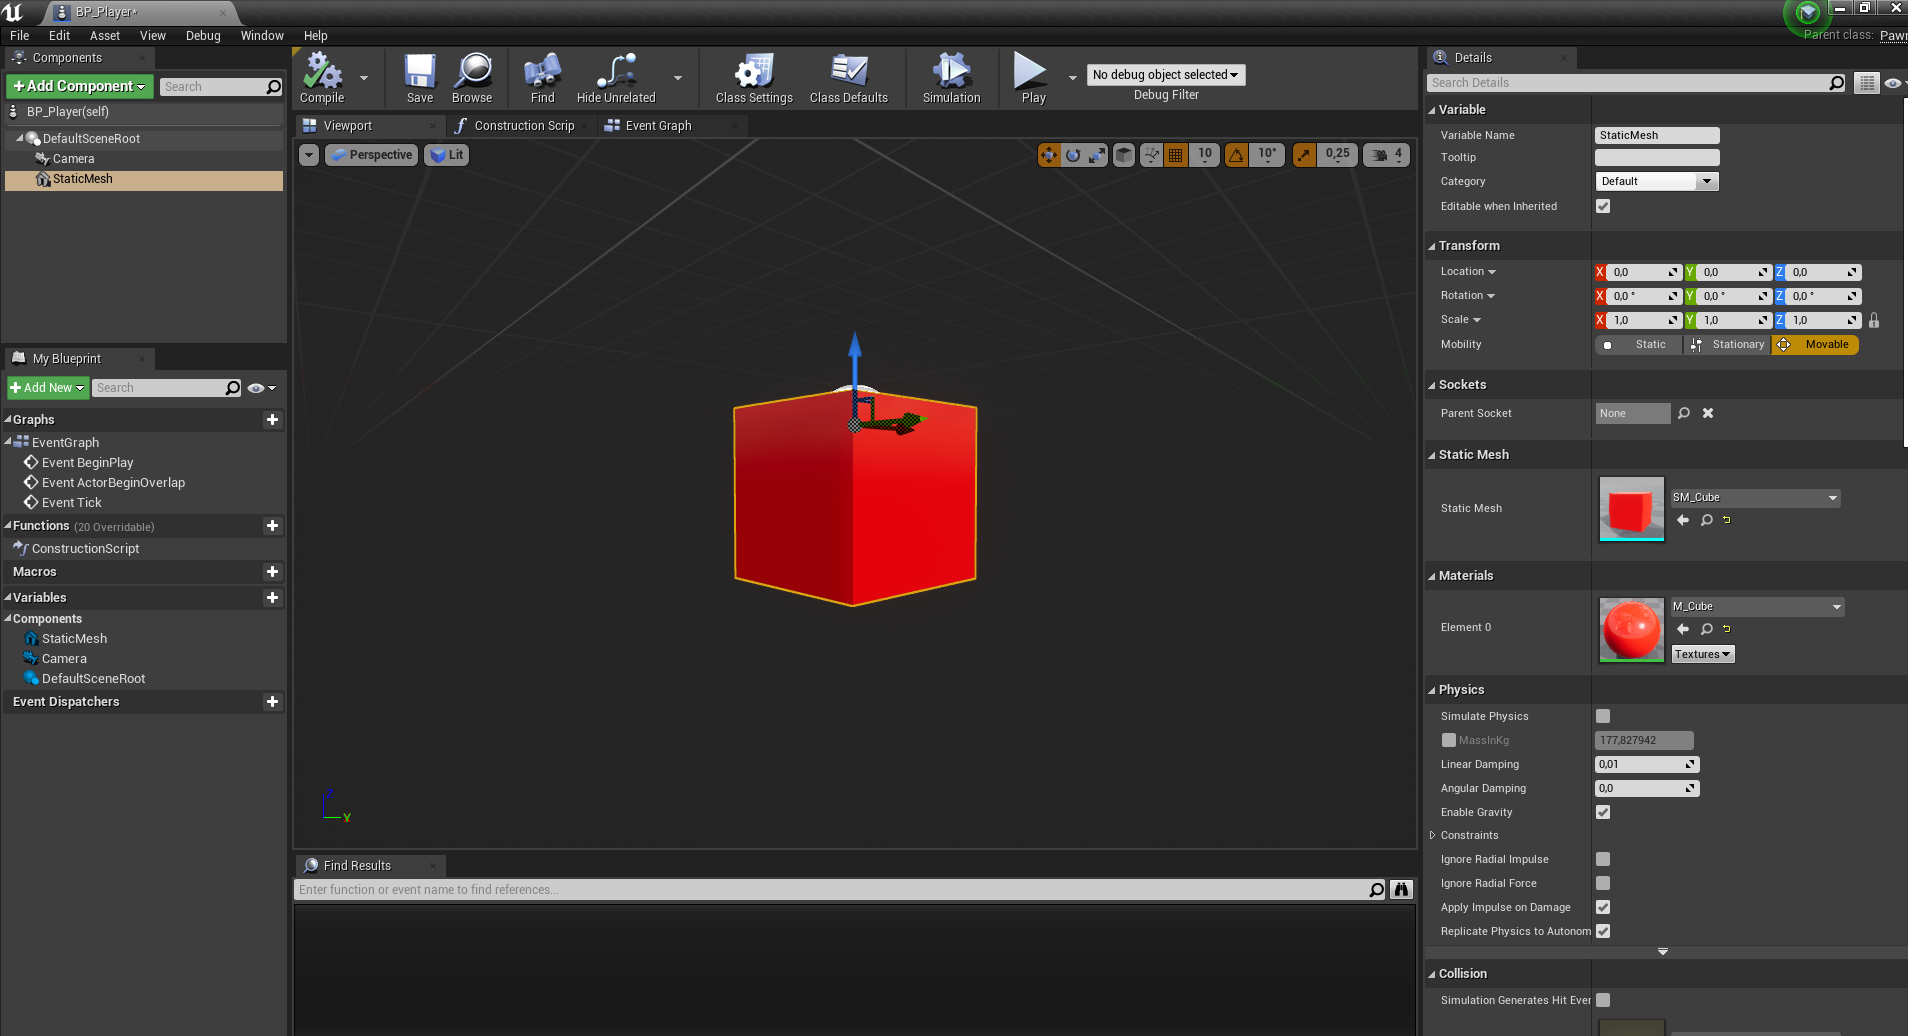 BP_Player*
File Edit Asset View Debug Window Help
Parent class: Pawn
Components
+Add Component
Search
BP_Player(self)
DefaultSceneRoot
Camera
StaticMesh
My Blueprint
+Add New
Search
Graphs
EventGraph
Event BeginPlay
Event ActorBeginOverlap
Event Tick
Functions (20 Overridable)
ConstructionScript
Macros
Variables
Components
StaticMesh
Camera
DefaultSceneRoot
Event Dispatchers
Compile Save Browse Find Hide Unrelated Class Settings Class Defaults Simulation Play
No debug object selected
Debug Filter
Viewport Construction Scrip Event Graph
Perspective Lit 10 10° 0,25 4
Z
Y
Find Results
Enter function or event name to find references...
Details
Search Details
Variable
Variable Name StaticMesh
Tooltip
Category Default
Editable when Inherited
Transform
Location X 0,0 Y 0,0 Z 0,0
Rotation X 0,0 ° Y 0,0 ° Z 0,0 °
Scale X 1,0 Y 1,0 Z 1,0
Mobility Static Stationary Movable
Sockets
Parent Socket None
Static Mesh
Static Mesh SM_Cube
Materials
Element 0 M_Cube
Textures
Physics
Simulate Physics
MassInKg 177,827942
Linear Damping 0,01
Angular Damping 0,0
Enable Gravity
Constraints
Ignore Radial Impulse
Ignore Radial Force
Apply Impulse on Damage
Replicate Physics to Autonom
Collision
Simulation Generates Hit Ever